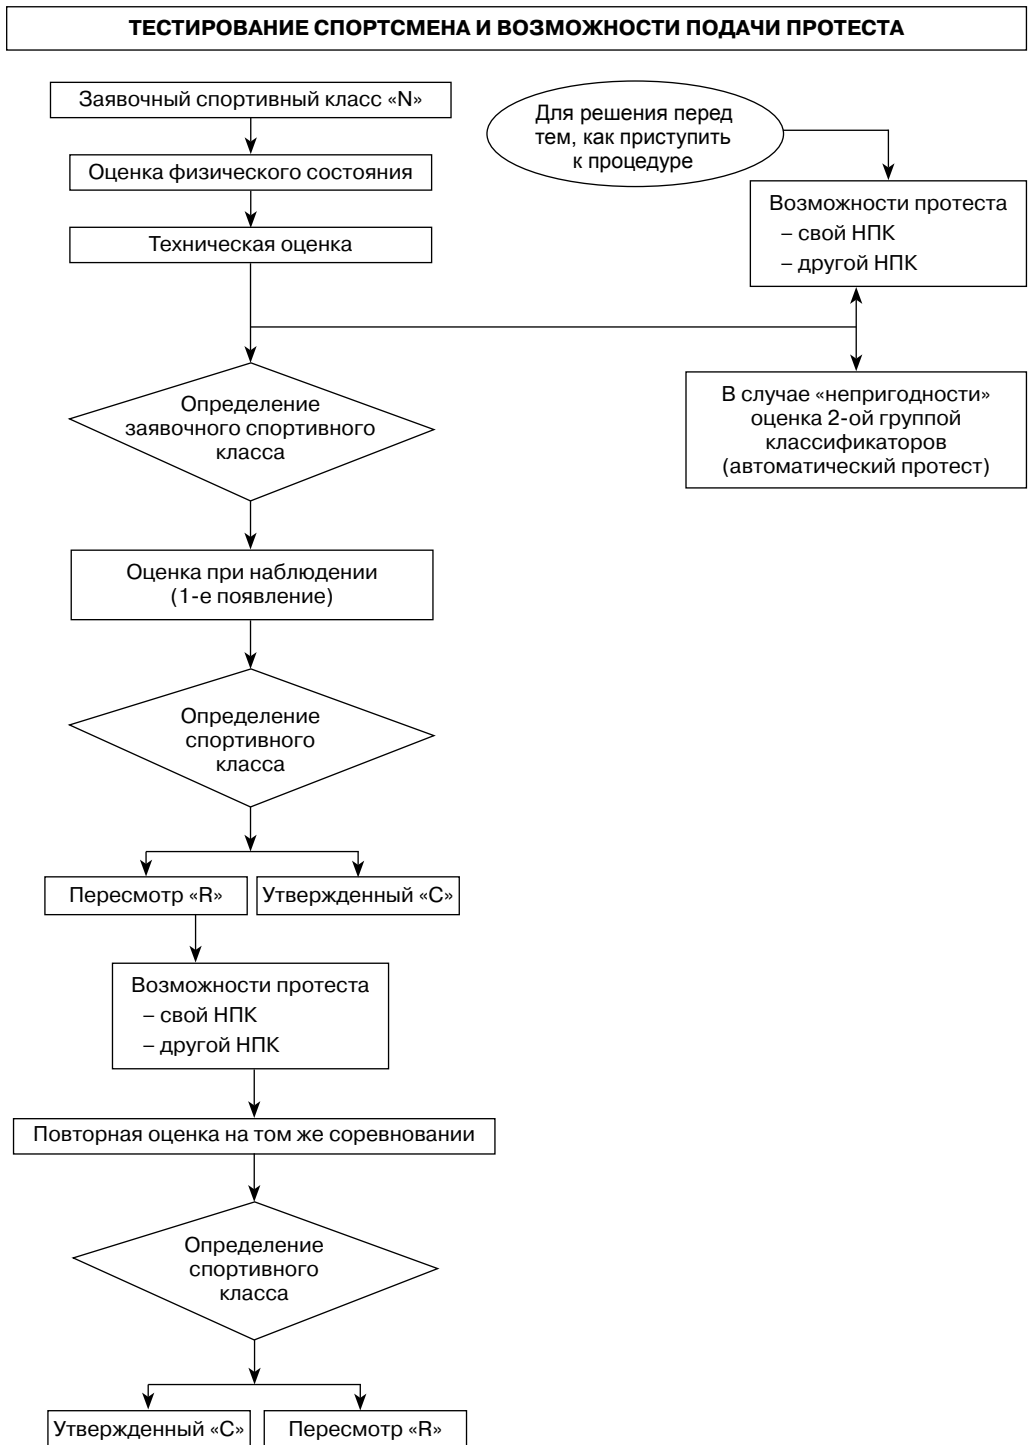 ТЕСТИРОВАНИЕ СПОРТСМЕНА И ВОЗМОЖНОСТИ ПОДАЧИ ПРОТЕСТА
Заявочный спортивный класс «N»
Оценка физического состояния
Техническая оценка
Для решения перед
тем, как приступить
к процедуре
Возможности протеста
– свой НПК
– другой НПК
В случае «непригодности»
оценка 2-ой группой
классификаторов
(автоматический протест)
Определение
заявочного спортивного
класса
Оценка при наблюдении
(1-е появление)
Определение
спортивного
класса
Пересмотр «R»
Утвержденный «C»
Возможности протеста
– свой НПК
– другой НПК
Повторная оценка на том же соревновании
Определение
спортивного
класса
Утвержденный «C»
Пересмотр «R»